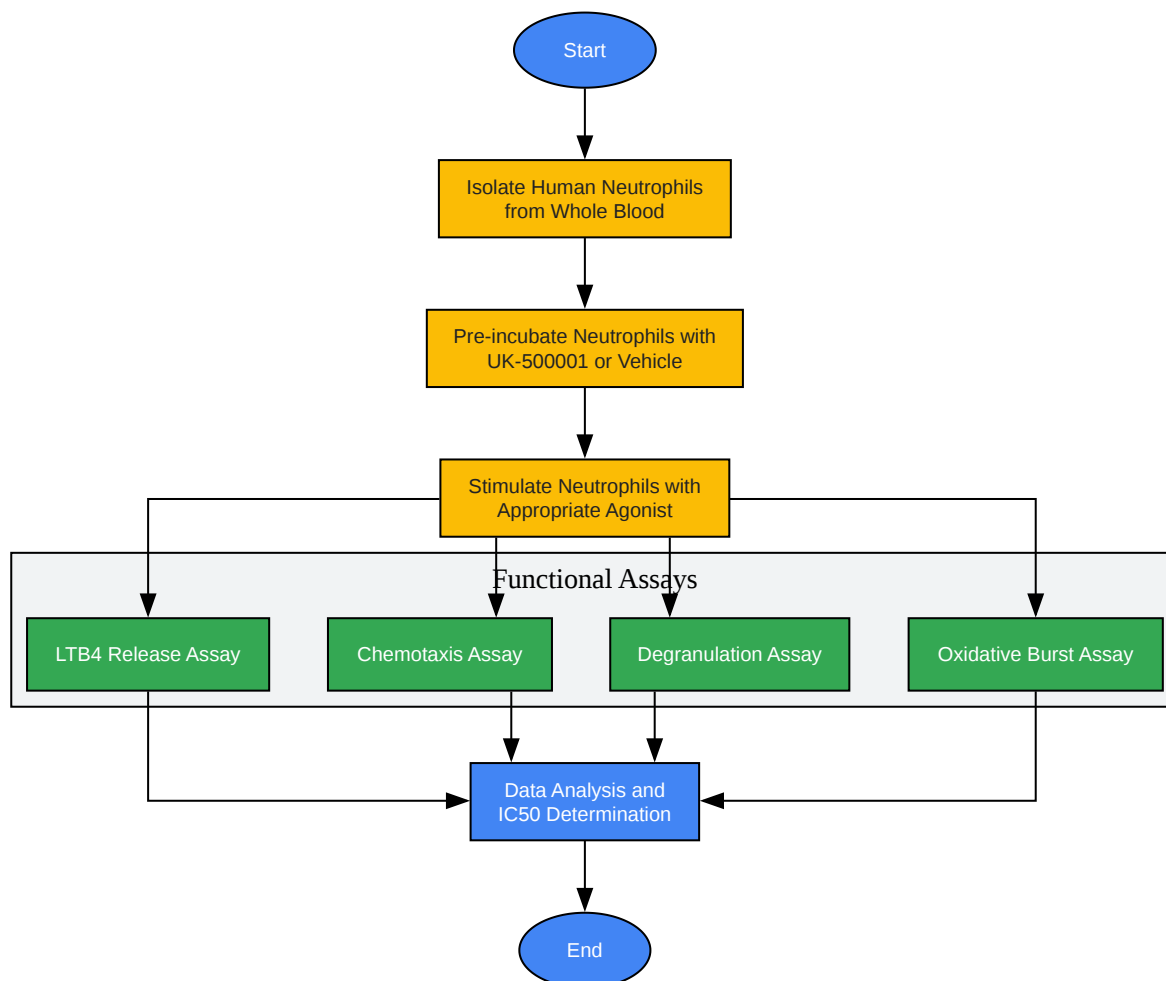 Start
Isolate Human Neutrophils
from Whole Blood
Pre-incubate Neutrophils with
UK-500001 or Vehicle
Stimulate Neutrophils with
Appropriate Agonist
Functional Assays
LTB4 Release Assay
Chemotaxis Assay
Degranulation Assay
Oxidative Burst Assay
Data Analysis and
IC50 Determination
End